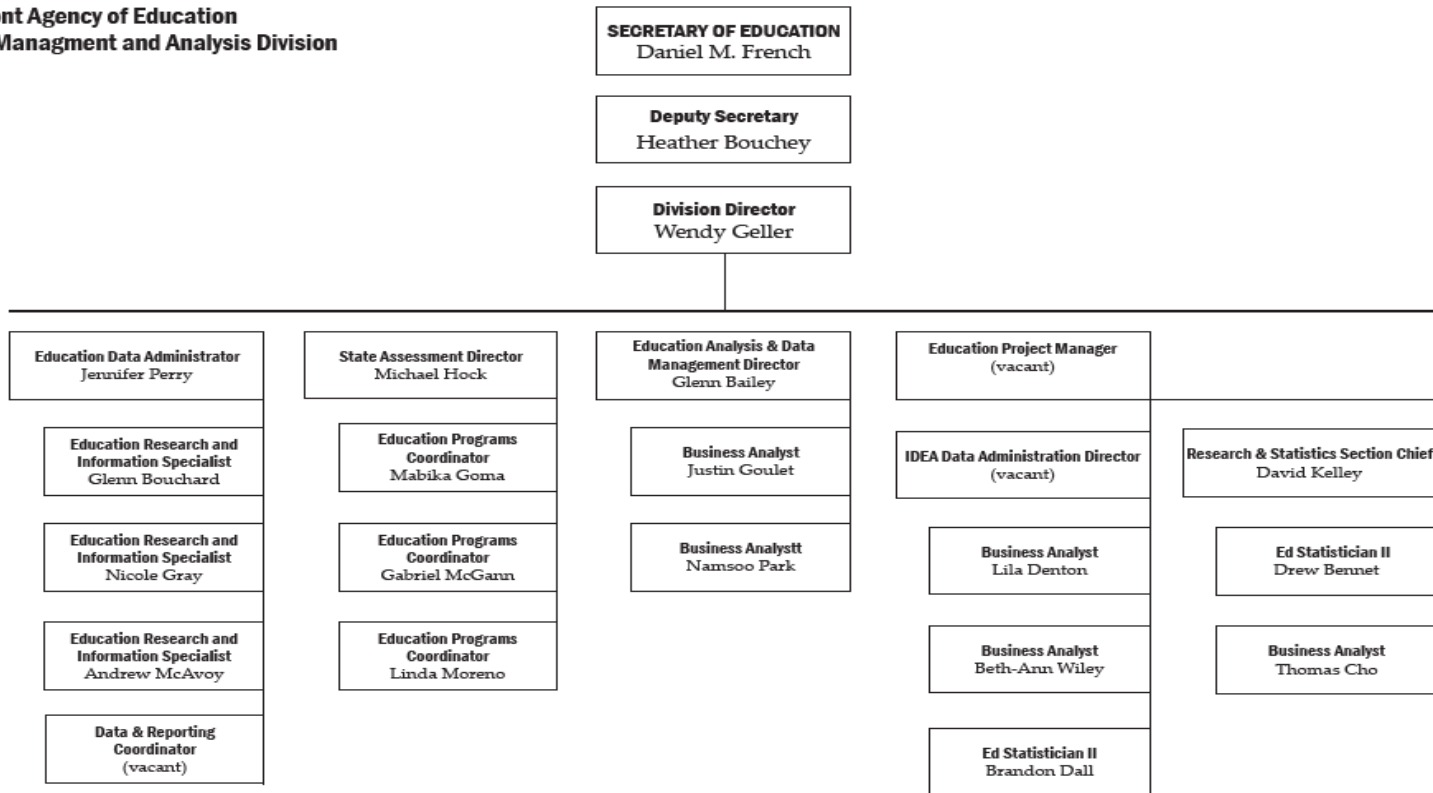 nt Agency of Education
Managment and Analysis Division
SECRETARY OF EDUCATION
Daniel M. French
Deputy Secretary
Heather Bouchey
Division Director
Wendy Geller
Education Data Administrator
Jennifer Perry
Education Research and
Information Specialist
Glenn Bouchard
Education Research and
Information Specialist
Nicole Gray
Education Research and
Information Specialist
Andrew McAvoy
Data & Reporting
Coordinator
(vacant)
State Assessment Director
Michael Hock
Education Programs
Coordinator
Mabika Goma
Education Programs
Coordinator
Gabriel McGann
Education Programs
Coordinator
Linda Moreno
Education Analysis & Data
Management Director
Glenn Bailey
Business Analyst
Justin Goulet
Business Analystt
Namsoo Park
Education Project Manager
(vacant)
IDEA Data Administration Director
(vacant)
Business Analyst
Lila Denton
Business Analyst
Beth-Ann Wiley
Ed Statistician II
Brandon Dall
Research & Statistics Section Chief
David Kelley
Ed Statistician II
Drew Bennet
Business Analyst
Thomas Cho